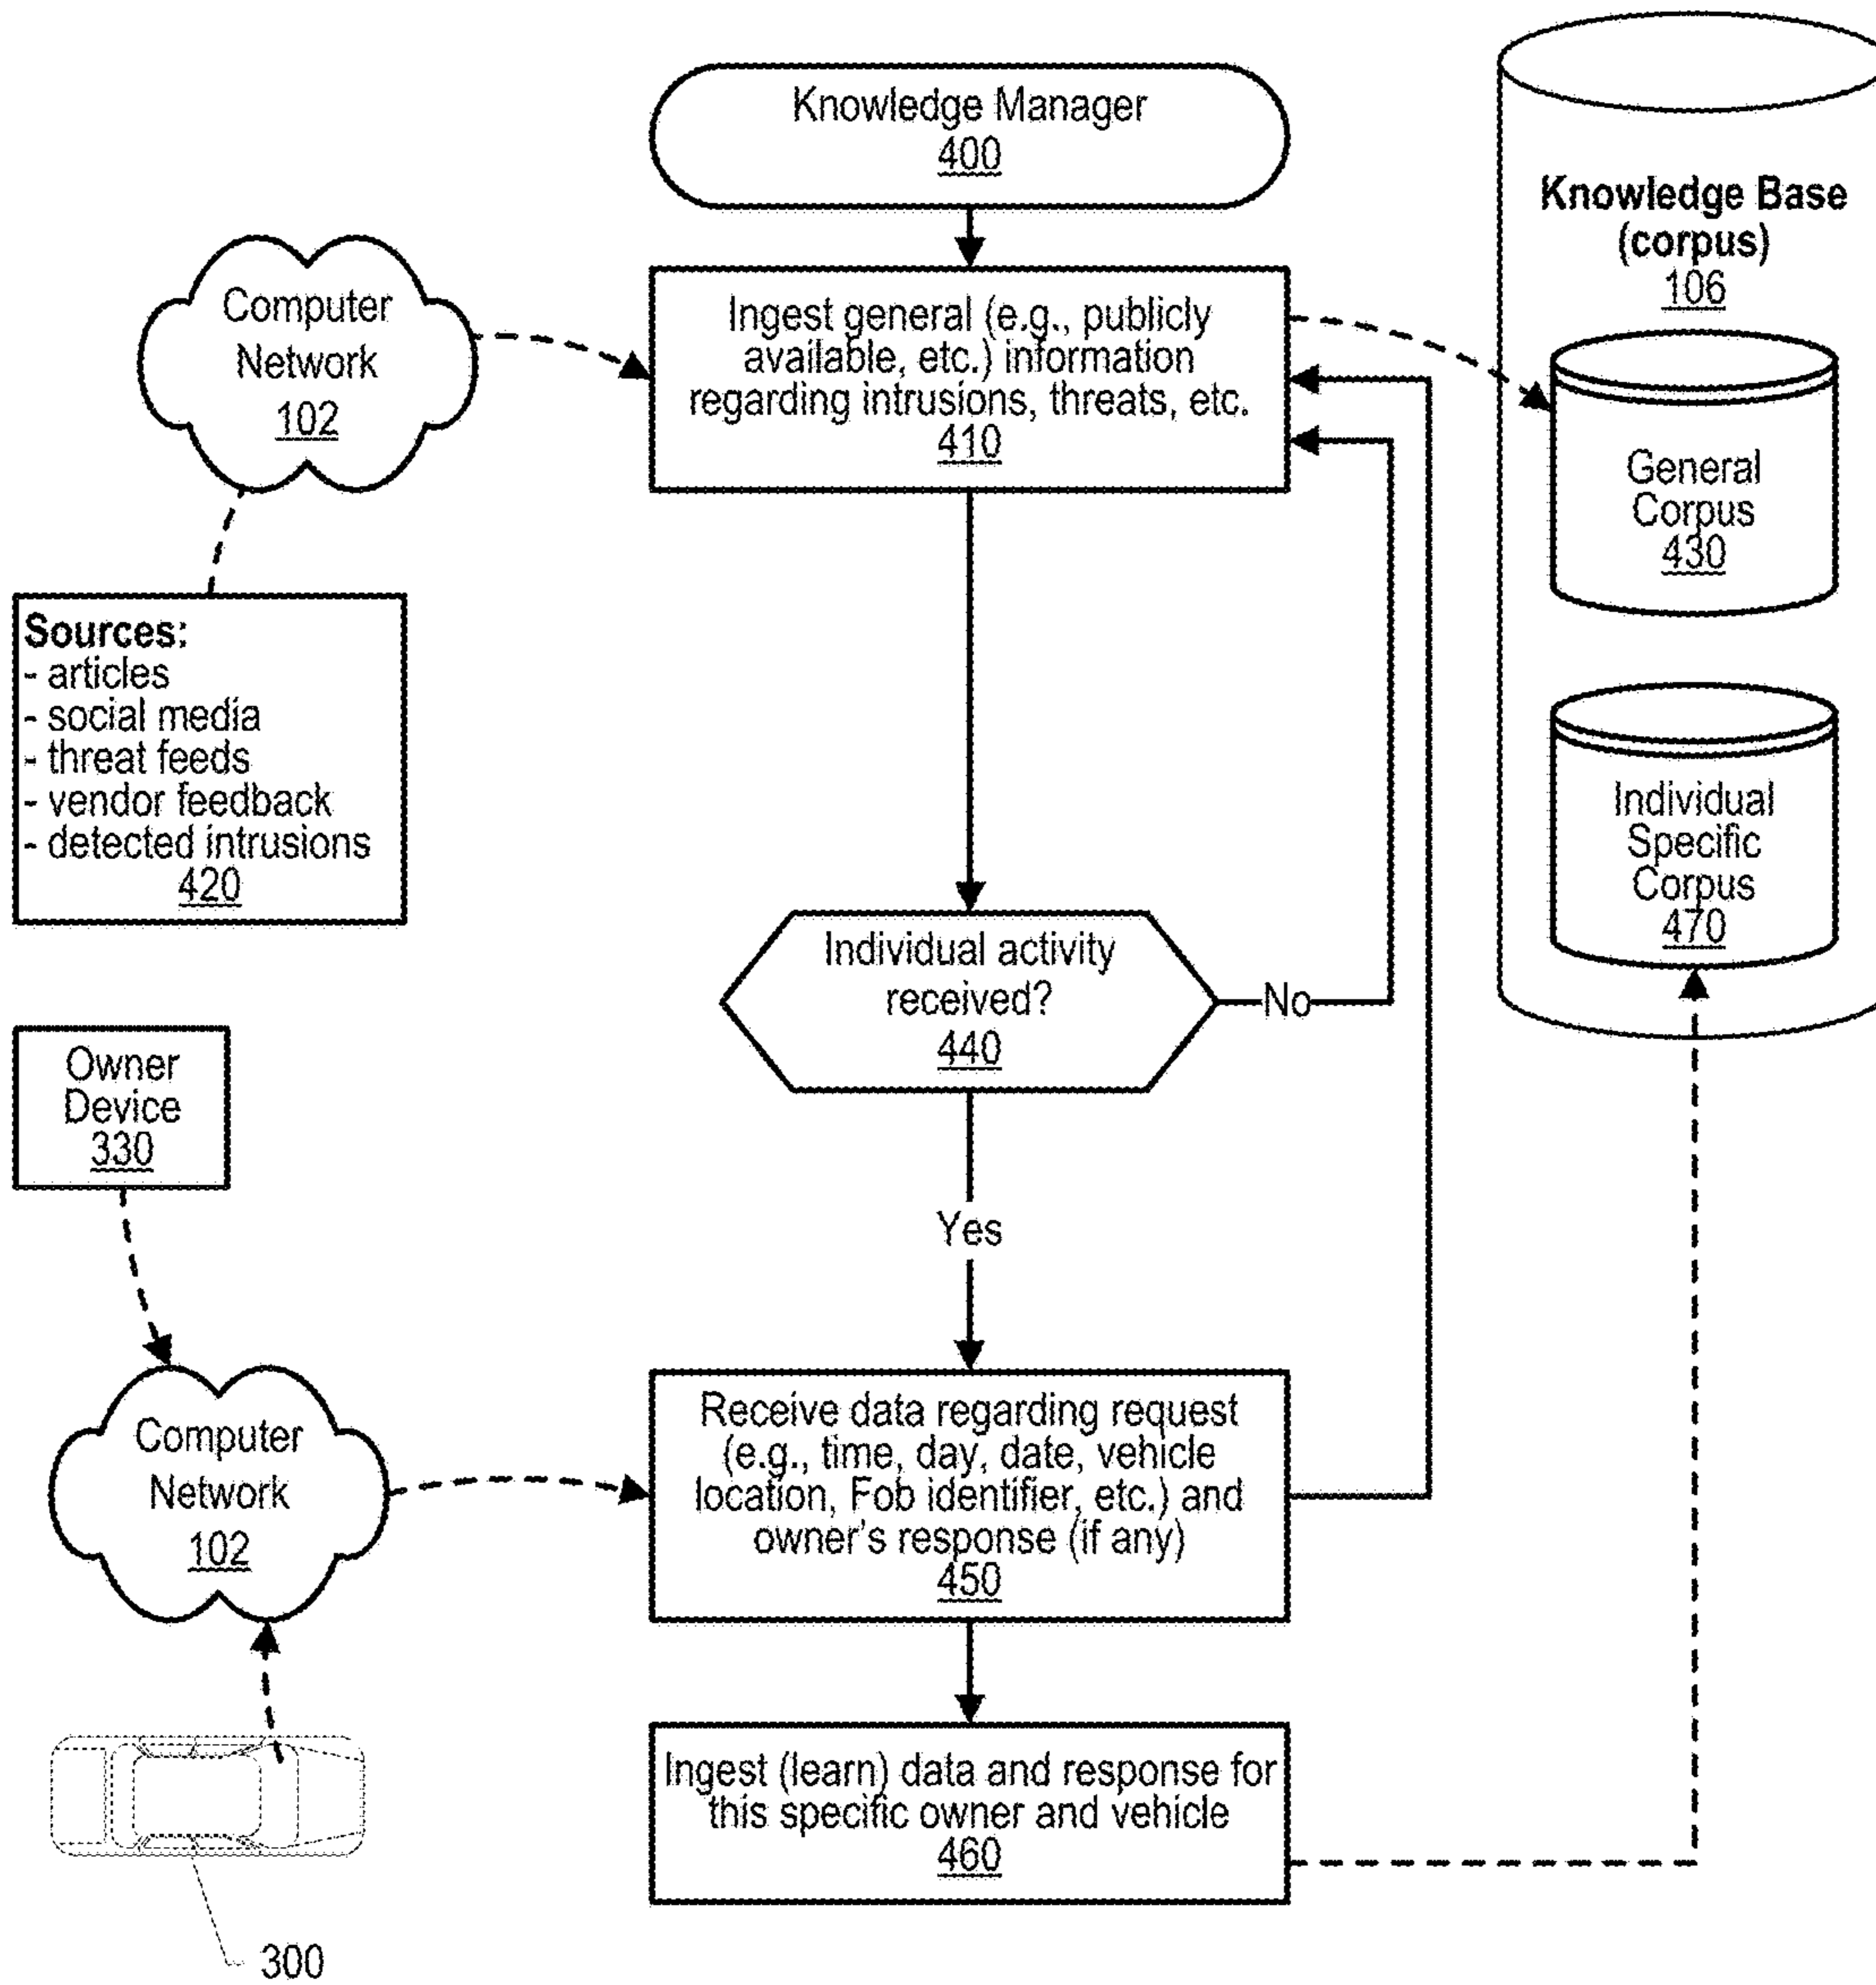 Knowledge Manager
400
Knowledge Base
(corpus)
106
Computer
Network
102
Ingest general (e.g., publicly
available, etc.) information
regarding intrusions, threats, etc.
410
General
Corpus
430
Sources:
- articles
- social media
- threat feeds
- vendor feedback
- detected intrusions
420
Individual
Specific
Corpus
470
Individual activity
received?
440
No
Owner
Device
330
Yes
Computer
Network
102
Receive data regarding request
(e.g., time, day, date, vehicle
location, Fob identifier, etc.) and
owner's response (if any)
450
Ingest (learn) data and response for
this specific owner and vehicle
460
300